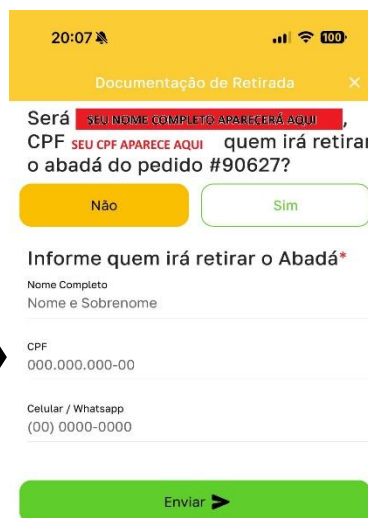 20:07
100
Documentação de Retirada ×
Será SEU NOME COMPLETO APARECERÁ AQUI ,
CPF SEU CPF APARECE AQUI quem irá retirar
o abadá do pedido #90627?
Não Sim
Informe quem irá retirar o Abadá*
Nome Completo
Nome e Sobrenome
CPF
000.000.000-00
Celular / Whatsapp
(00) 0000-0000
Enviar